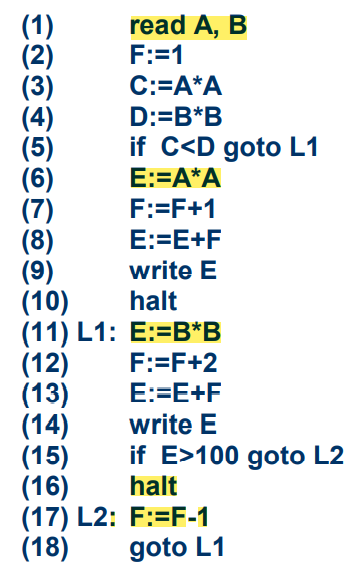 (1) read A, B
(2) F:=1
(3) C:=A*A
(4) D:=B*B
(5) if C<D goto L1
(6) E:=A*A
(7) F:=F+1
(8) E:=E+F
(9) write E
(10) halt
(11) L1: E:=B*B
(12) F:=F+2
(13) E:=E+F
(14) write E
(15) if E>100 goto L2
(16) halt
(17) L2: F:=F-1
(18) goto L1